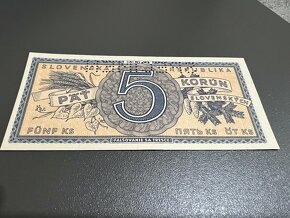 SLOVENSKÁ REPUBLIKA
PÄŤ 5 KORÚN
SLOVENSKÝCH
FÜNF KS ПЯТЬ KS ÖT KS
FALŠOVANIE SA TRESCE